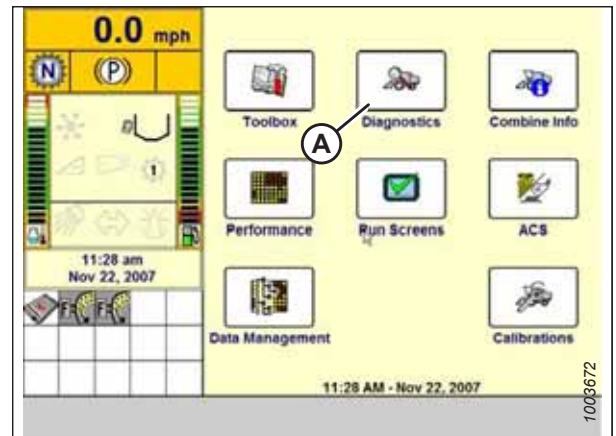 0.0 mph
N
(P)
1
11:28 am
Nov 22, 2007
F
F
Toolbox
Diagnostics
Combine Info
A
Performance
Run Screens
ACS
Data Management
Calibrations
11:28 AM - Nov 22, 2007
1003672